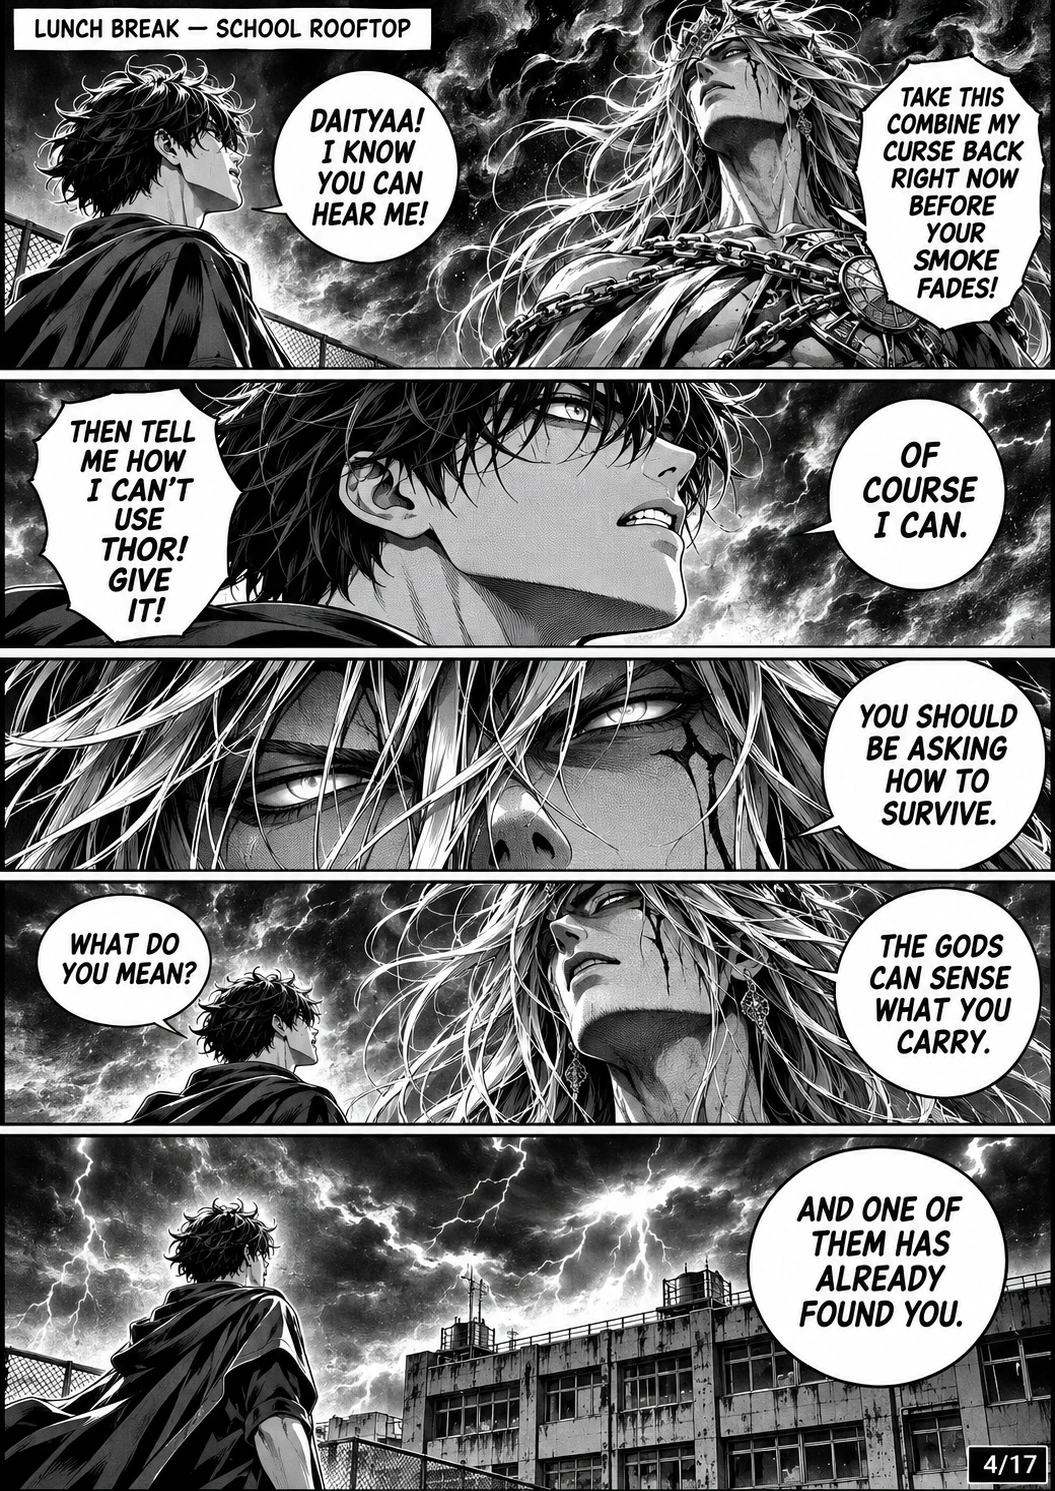 LUNCH BREAK — SCHOOL ROOFTOP
DAITYAA!
I KNOW
YOU CAN
HEAR ME!
TAKE THIS
COMBINE MY
CURSE BACK
RIGHT NOW
BEFORE
YOUR
SMOKE
FADES!
THEN TELL
ME HOW
I CAN'T
USE
THOR!
GIVE
IT!
OF
COURSE
I CAN.
YOU SHOULD
BE ASKING
HOW TO
SURVIVE.
WHAT DO
YOU MEAN?
THE GODS
CAN SENSE
WHAT YOU
CARRY.
AND ONE OF
THEM HAS
ALREADY
FOUND YOU.
4/17